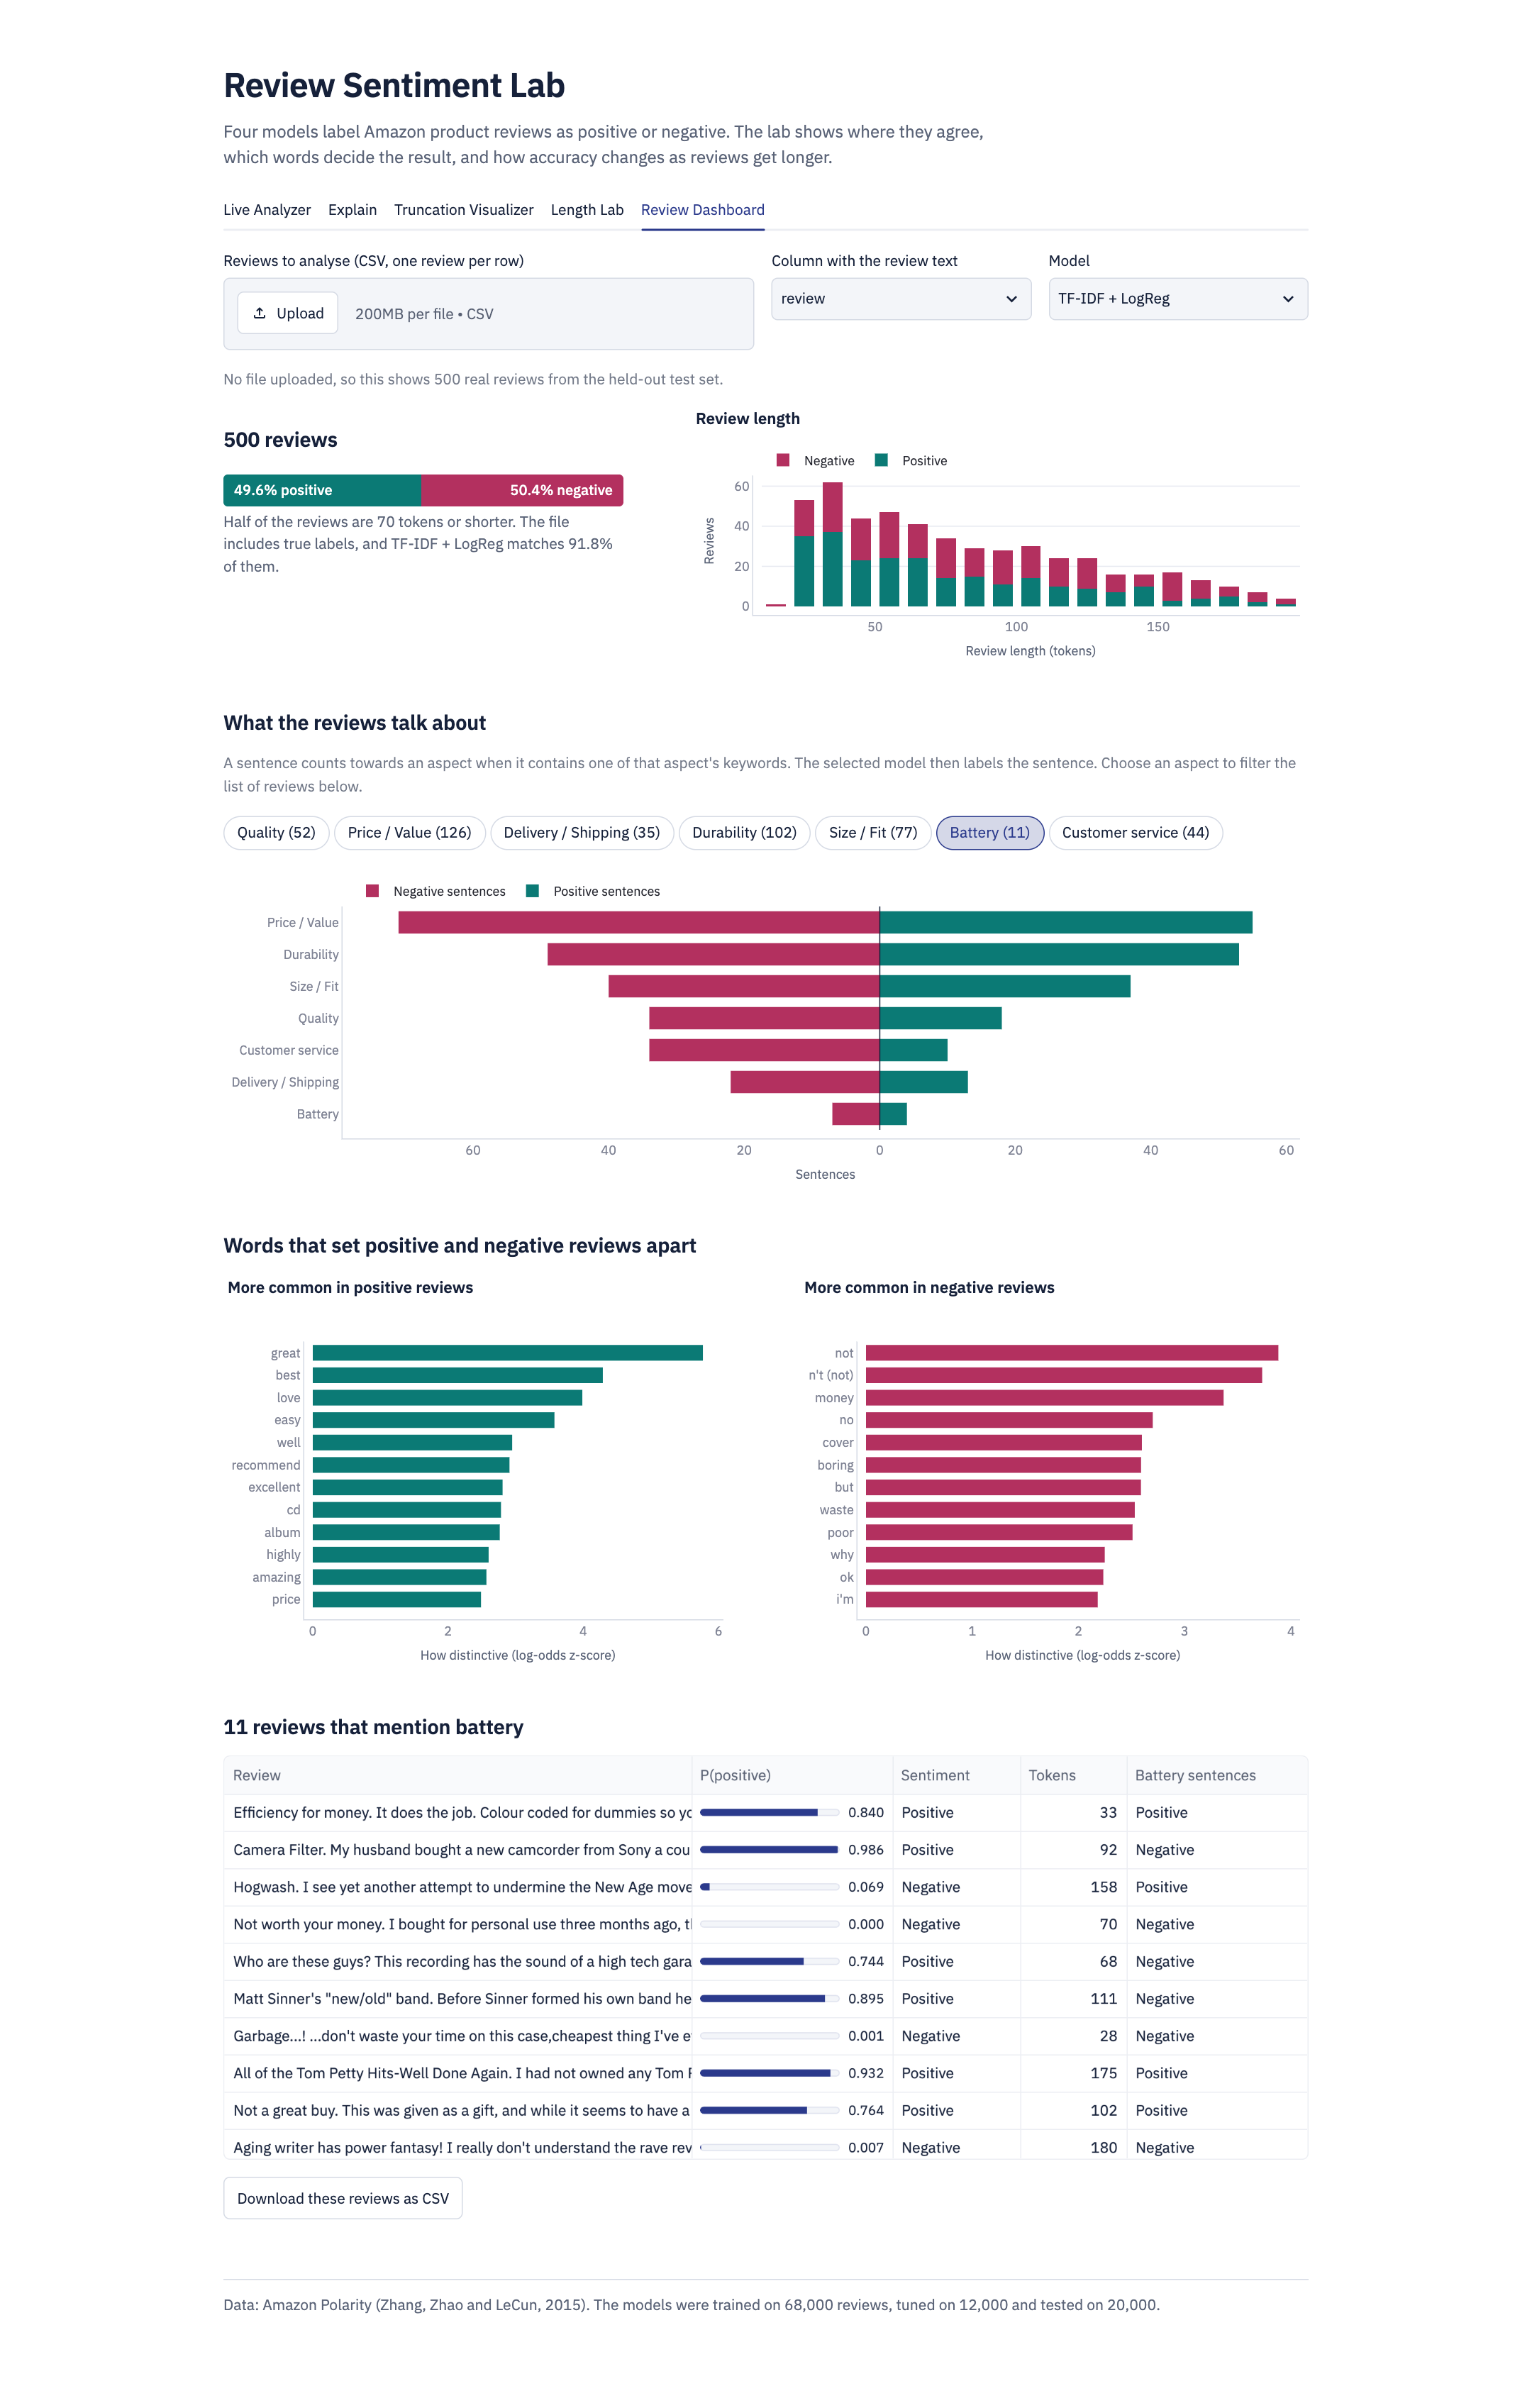 Review Sentiment Lab
Four models label Amazon product reviews as positive or negative. The lab shows where they agree,
which words decide the result, and how accuracy changes as reviews get longer.
Live Analyzer Explain Truncation Visualizer Length Lab Review Dashboard
Reviews to analyse (CSV, one review per row) Column with the review text Model
Upload 200MB per file • CSV review TF-IDF + LogReg
No file uploaded, so this shows 500 real reviews from the held-out test set.
500 reviews
49.6% positive 50.4% negative
Half of the reviews are 70 tokens or shorter. The file
includes true labels, and TF-IDF + LogReg matches 91.8%
of them.
Review length
Negative Positive
Reviews
60
40
20
0
50 100 150
Review length (tokens)
What the reviews talk about
A sentence counts towards an aspect when it contains one of that aspect's keywords. The selected model then labels the sentence. Choose an aspect to filter the
list of reviews below.
Quality (52) Price / Value (126) Delivery / Shipping (35) Durability (102) Size / Fit (77) Battery (11) Customer service (44)
Negative sentences Positive sentences
Price / Value
Durability
Size / Fit
Quality
Customer service
Delivery / Shipping
Battery
60 40 20 0 20 40 60
Sentences
Words that set positive and negative reviews apart
More common in positive reviews
great
best
love
easy
well
recommend
excellent
cd
album
highly
amazing
price
0 2 4 6
How distinctive (log-odds z-score)
More common in negative reviews
not
n't (not)
money
no
cover
boring
but
waste
poor
why
ok
i'm
0 1 2 3 4
How distinctive (log-odds z-score)
11 reviews that mention battery
Review P(positive) Sentiment Tokens Battery sentences
Efficiency for money. It does the job. Colour coded for dummies so yo 0.840 Positive 33 Positive
Camera Filter. My husband bought a new camcorder from Sony a cou 0.986 Positive 92 Negative
Hogwash. I see yet another attempt to undermine the New Age move 0.069 Negative 158 Positive
Not worth your money. I bought for personal use three months ago, 0.000 Negative 70 Negative
Who are these guys? This recording has the sound of a high tech gara 0.744 Positive 68 Negative
Matt Sinner's "new/old" band. Before Sinner formed his own band he 0.895 Positive 111 Negative
Garbage...! ...don't waste your time on this case,cheapest thing I've e 0.001 Negative 28 Negative
All of the Tom Petty Hits-Well Done Again. I had not owned any Tom 0.932 Positive 175 Positive
Not a great buy. This was given as a gift, and while it seems to have a 0.764 Positive 102 Positive
Aging writer has power fantasy! I really don't understand the rave rev 0.007 Negative 180 Negative
Download these reviews as CSV
Data: Amazon Polarity (Zhang, Zhao and LeCun, 2015). The models were trained on 68,000 reviews, tuned on 12,000 and tested on 20,000.